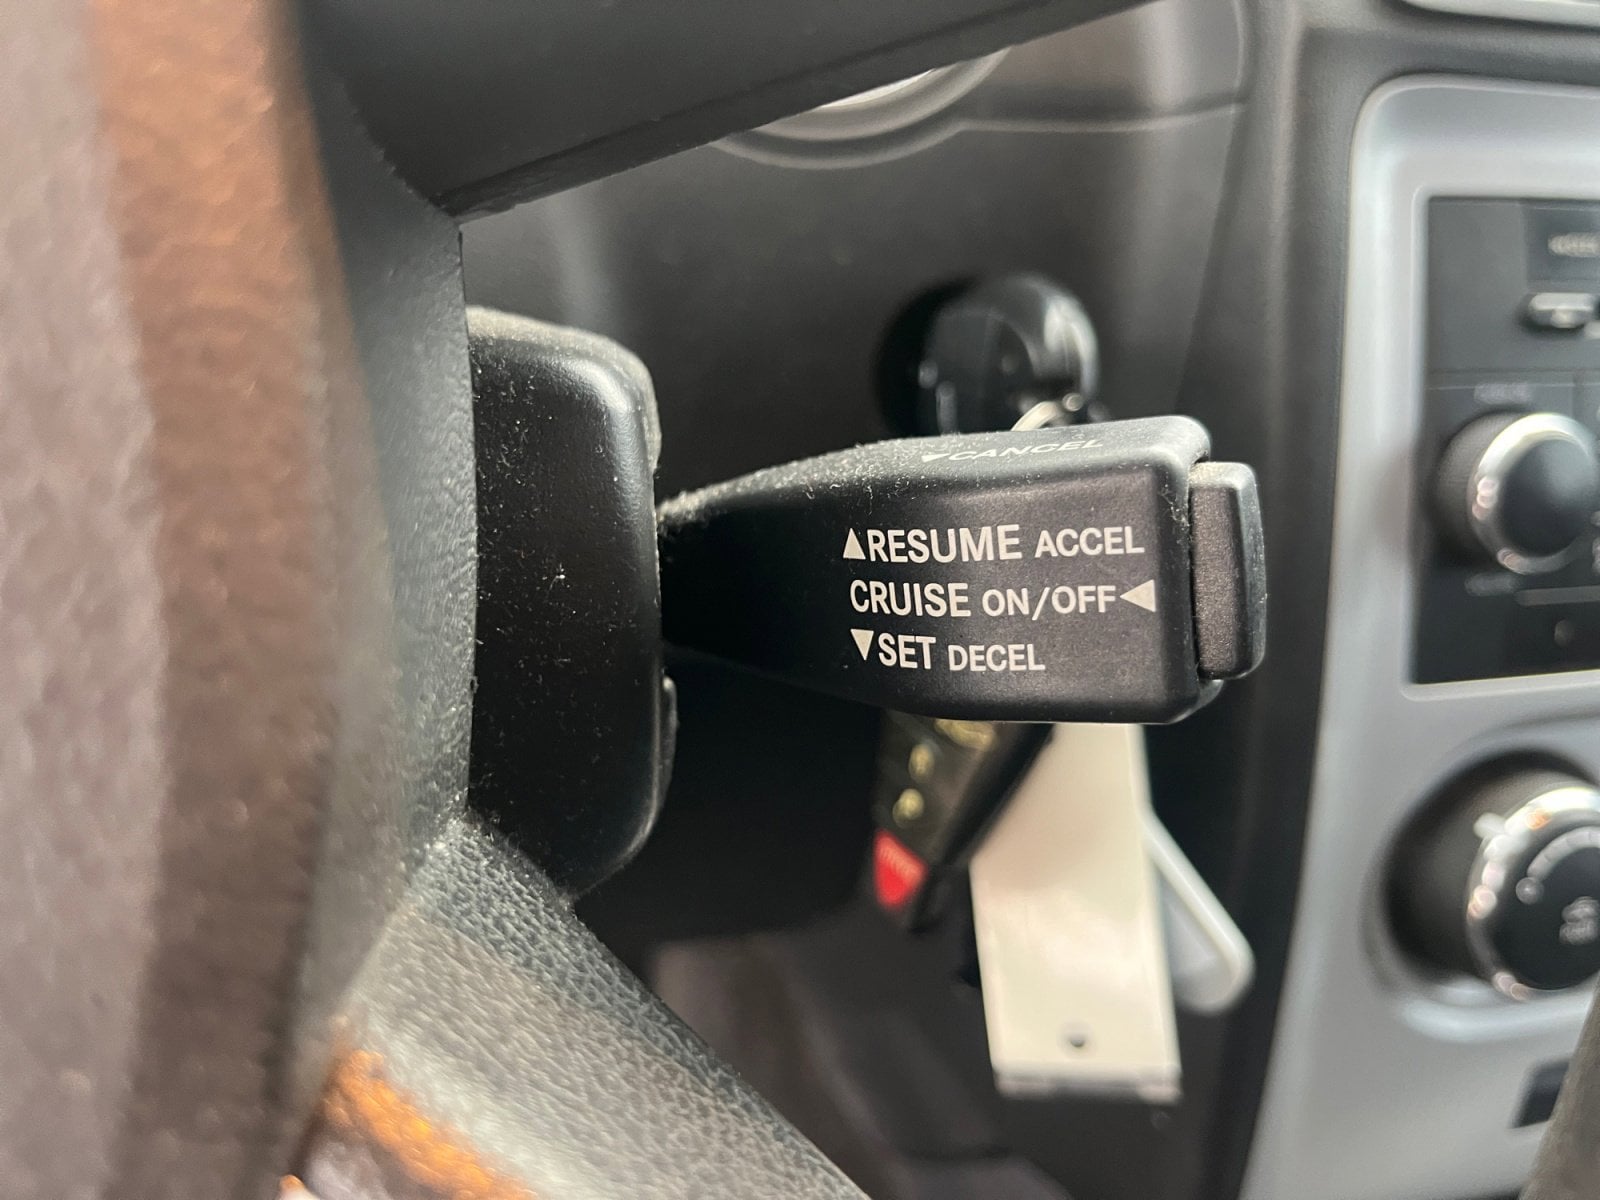 ▼CANCEL
▲RESUME ACCEL
CRUISE ON/OFF◀
▼SET DECEL